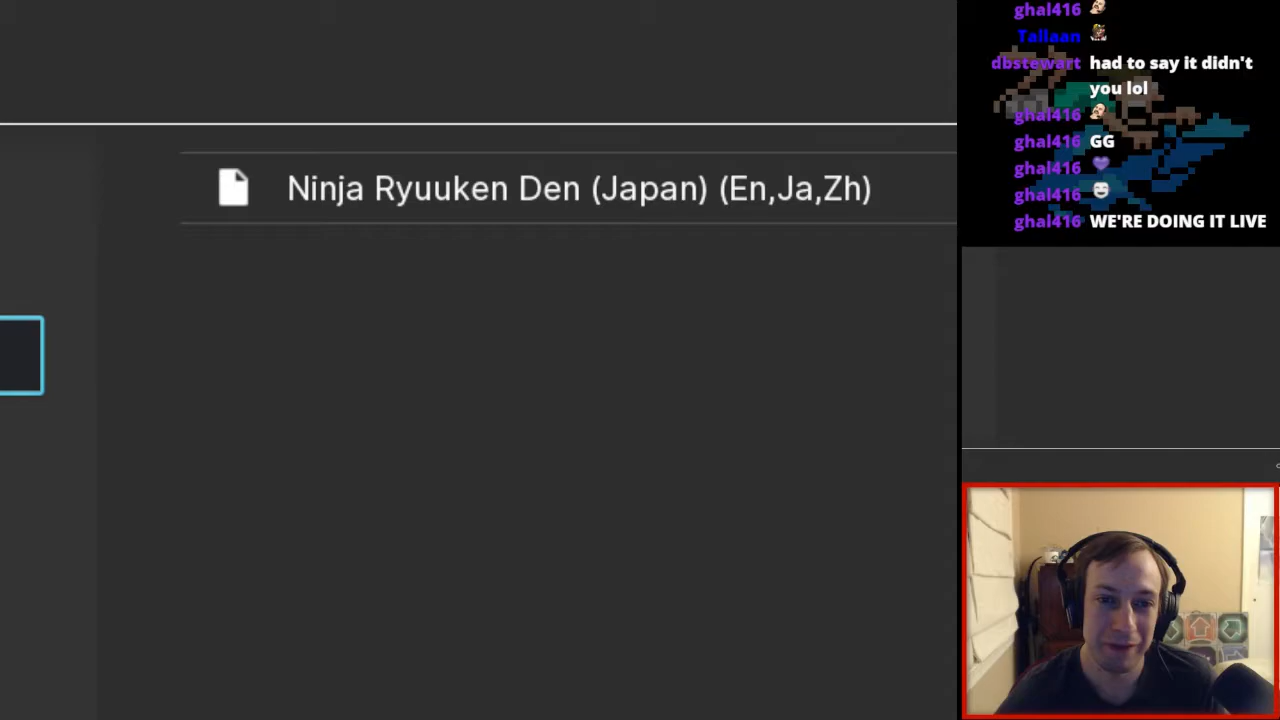 Ninja Ryuuken Den (Japan) (En,Ja,Zh)
ghal416
Tallaan
dbstewart had to say it didn't
you lol
ghal416
ghal416 GG
ghal416
ghal416
ghal416 WE'RE DOING IT LIVE